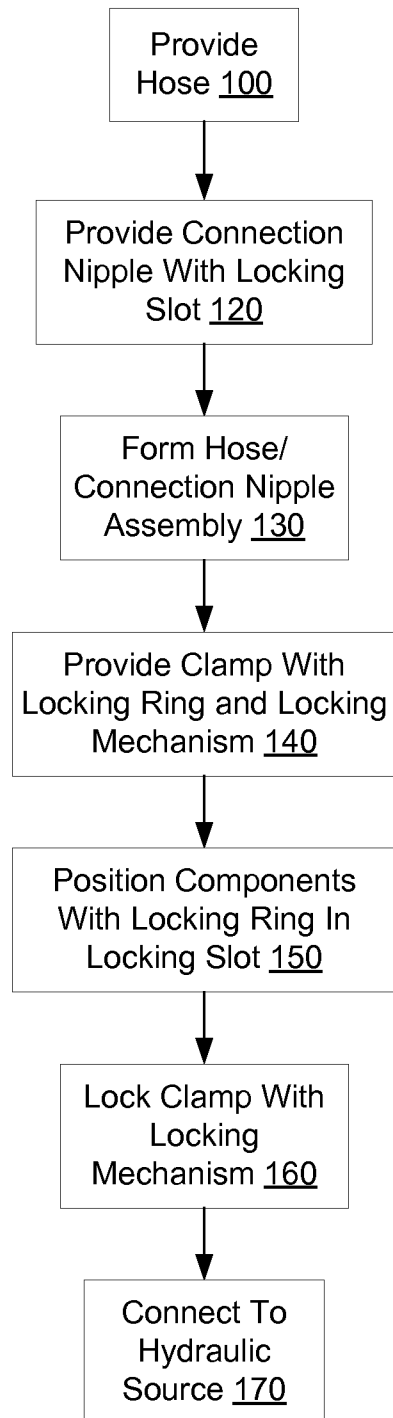 Provide
Hose 100
Provide Connection
Nipple With Locking
Slot 120
Form Hose/
Connection Nipple
Assembly 130
Provide Clamp With
Locking Ring and Locking
Mechanism 140
Position Components
With Locking Ring In
Locking Slot 150
Lock Clamp With
Locking
Mechanism 160
Connect To
Hydraulic
Source 170